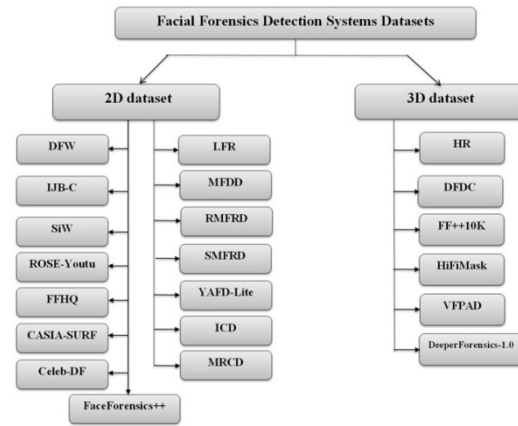 Facial Forensics Detection Systems Datasets
2D dataset
3D dataset
DFW
IJB-C
SiW
ROSE-Youtu
FFHQ
CASIA-SURF
Celeb-DF
FaceForensics++
LFR
MFDD
RMFRD
SMFRD
YAFD-Lite
ICD
MRCD
HR
DFDC
FF++10K
HiFiMask
VFPAD
DeeperForensics-1.0